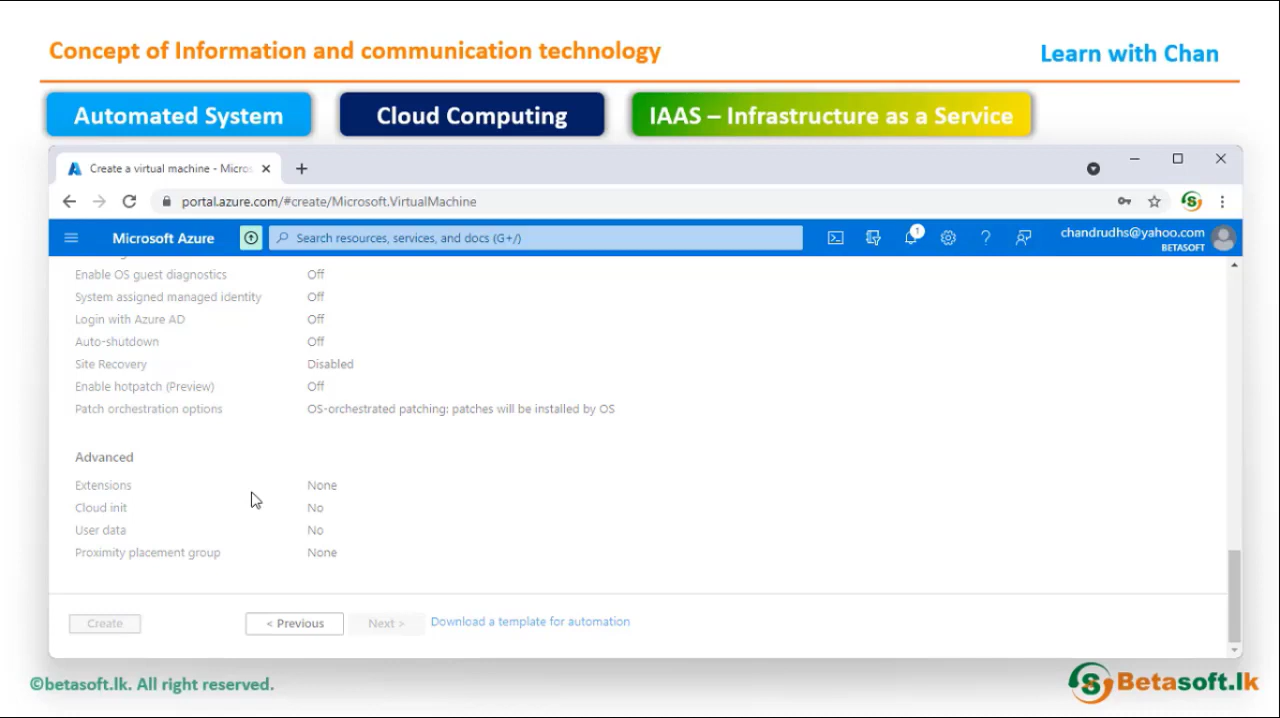 Concept of Information and communication technology
Learn with Chan
Automated System
Cloud Computing
IAAS – Infrastructure as a Service
Create a virtual machine - Micros
portal.azure.com/#create/Microsoft.VirtualMachine
Microsoft Azure
Search resources, services, and docs (G+/)
1
chandrudhs@yahoo.com
BETASOFT
Enable OS guest diagnostics Off
System assigned managed identity Off
Login with Azure AD Off
Auto-shutdown Off
Site Recovery Disabled
Enable hotpatch (Preview) Off
Patch orchestration options OS-orchestrated patching: patches will be installed by OS
Advanced
Extensions None
Cloud init No
User data No
Proximity placement group None
Create
< Previous
Next >
Download a template for automation
©betasoft.lk. All right reserved.
Betasoft.lk